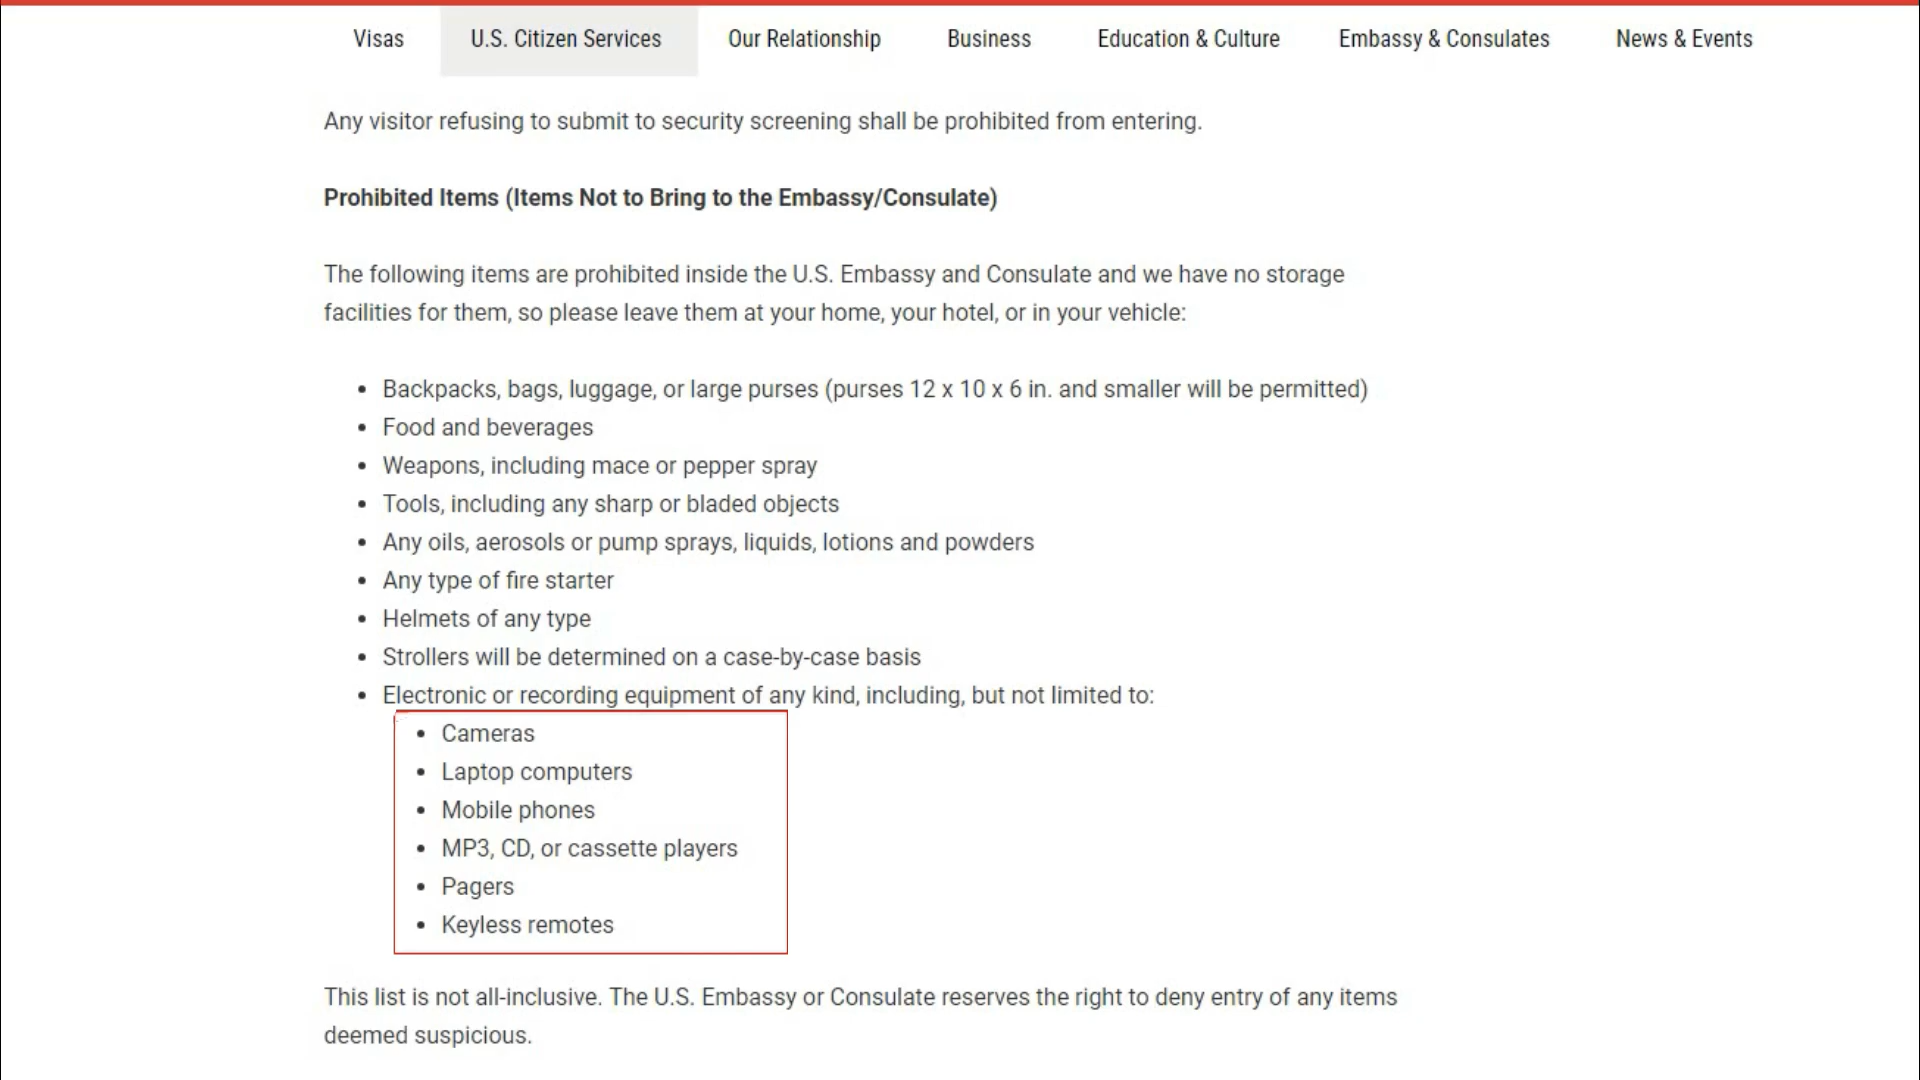 Visas U.S. Citizen Services Our Relationship Business Education & Culture Embassy & Consulates News & Events
Any visitor refusing to submit to security screening shall be prohibited from entering.
Prohibited Items (Items Not to Bring to the Embassy/Consulate)
The following items are prohibited inside the U.S. Embassy and Consulate and we have no storage
facilities for them, so please leave them at your home, your hotel, or in your vehicle:
• Backpacks, bags, luggage, or large purses (purses 12 x 10 x 6 in. and smaller will be permitted)
• Food and beverages
• Weapons, including mace or pepper spray
• Tools, including any sharp or bladed objects
• Any oils, aerosols or pump sprays, liquids, lotions and powders
• Any type of fire starter
• Helmets of any type
• Strollers will be determined on a case-by-case basis
• Electronic or recording equipment of any kind, including, but not limited to:
• Cameras
• Laptop computers
• Mobile phones
• MP3, CD, or cassette players
• Pagers
• Keyless remotes
This list is not all-inclusive. The U.S. Embassy or Consulate reserves the right to deny entry of any items
deemed suspicious.